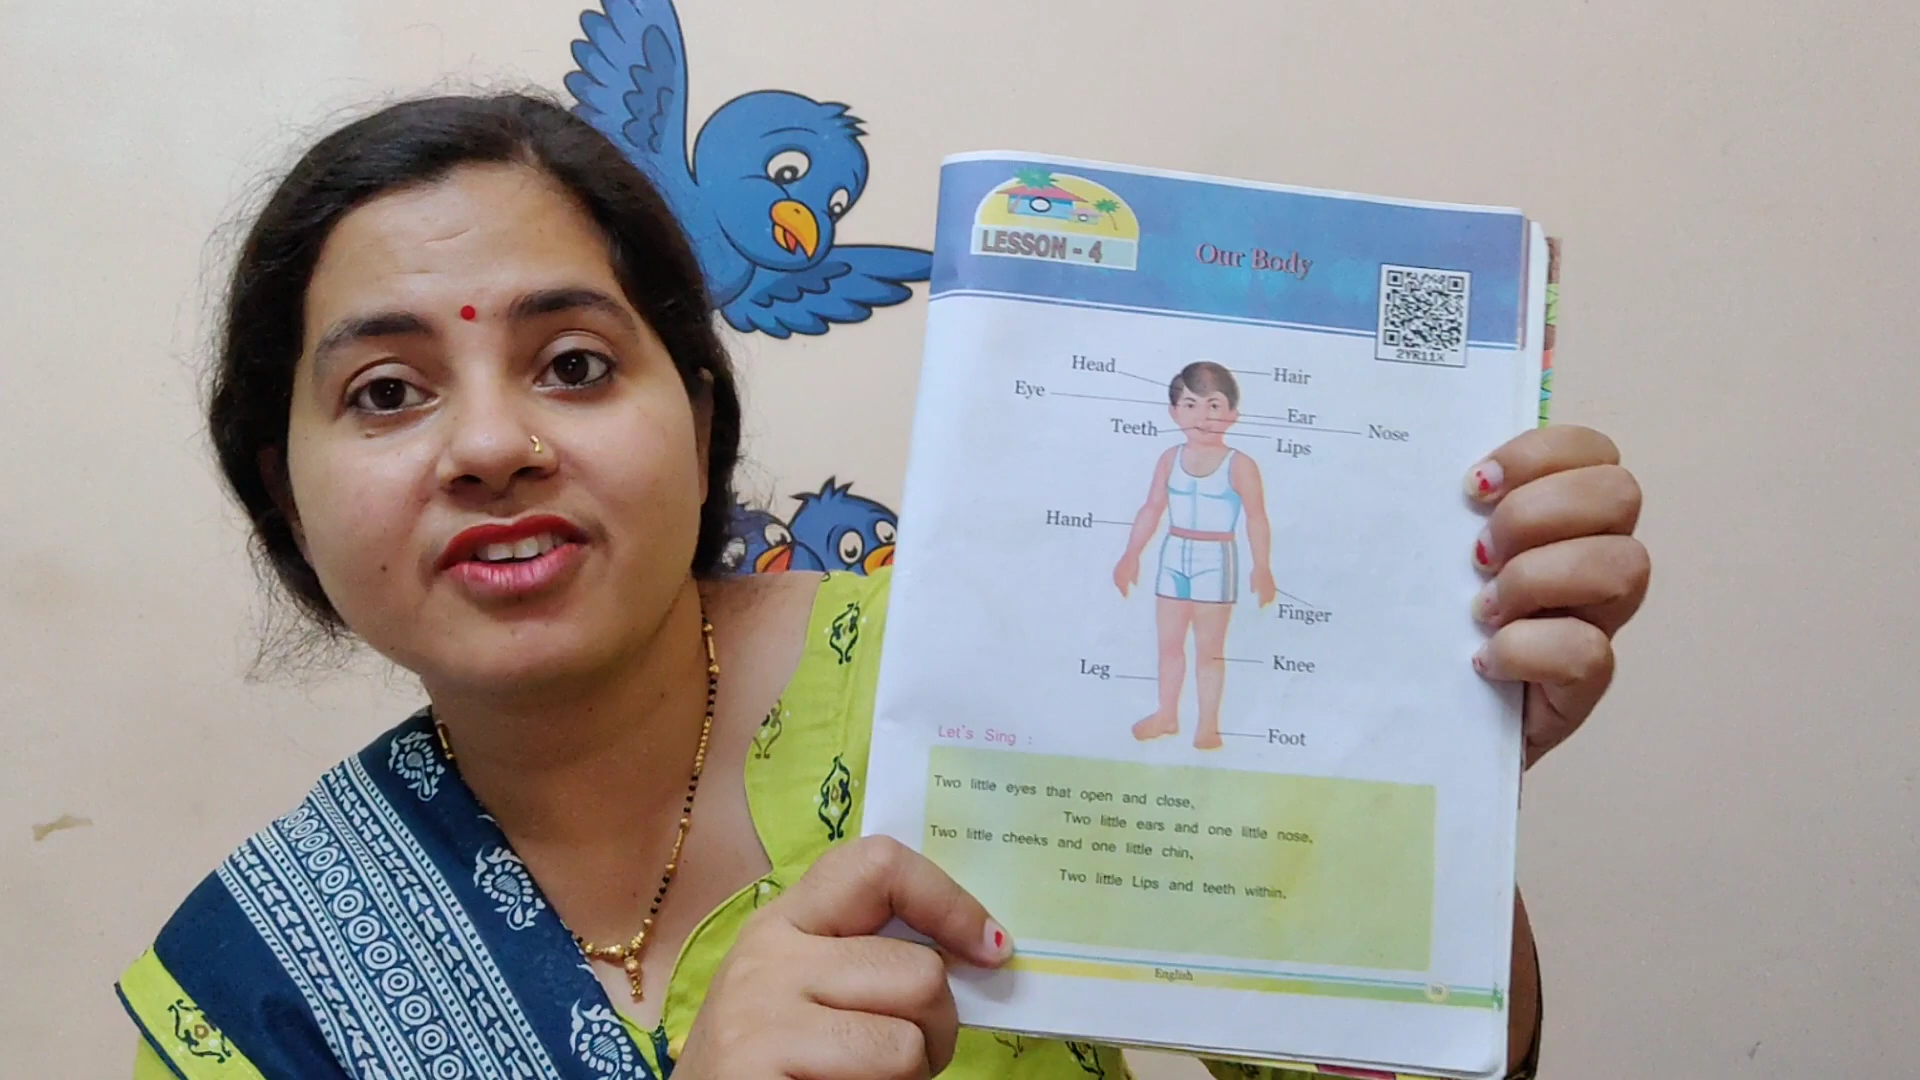 LESSON - 4
Our Body
2YR11X
Head
Hair
Eye
Ear
Nose
Teeth
Lips
Hand
Finger
Knee
Leg
Foot
Let's Sing :
Two little eyes that open and close,
Two little ears and one little nose,
Two little cheeks and one little chin,
Two little Lips and teeth within.
English